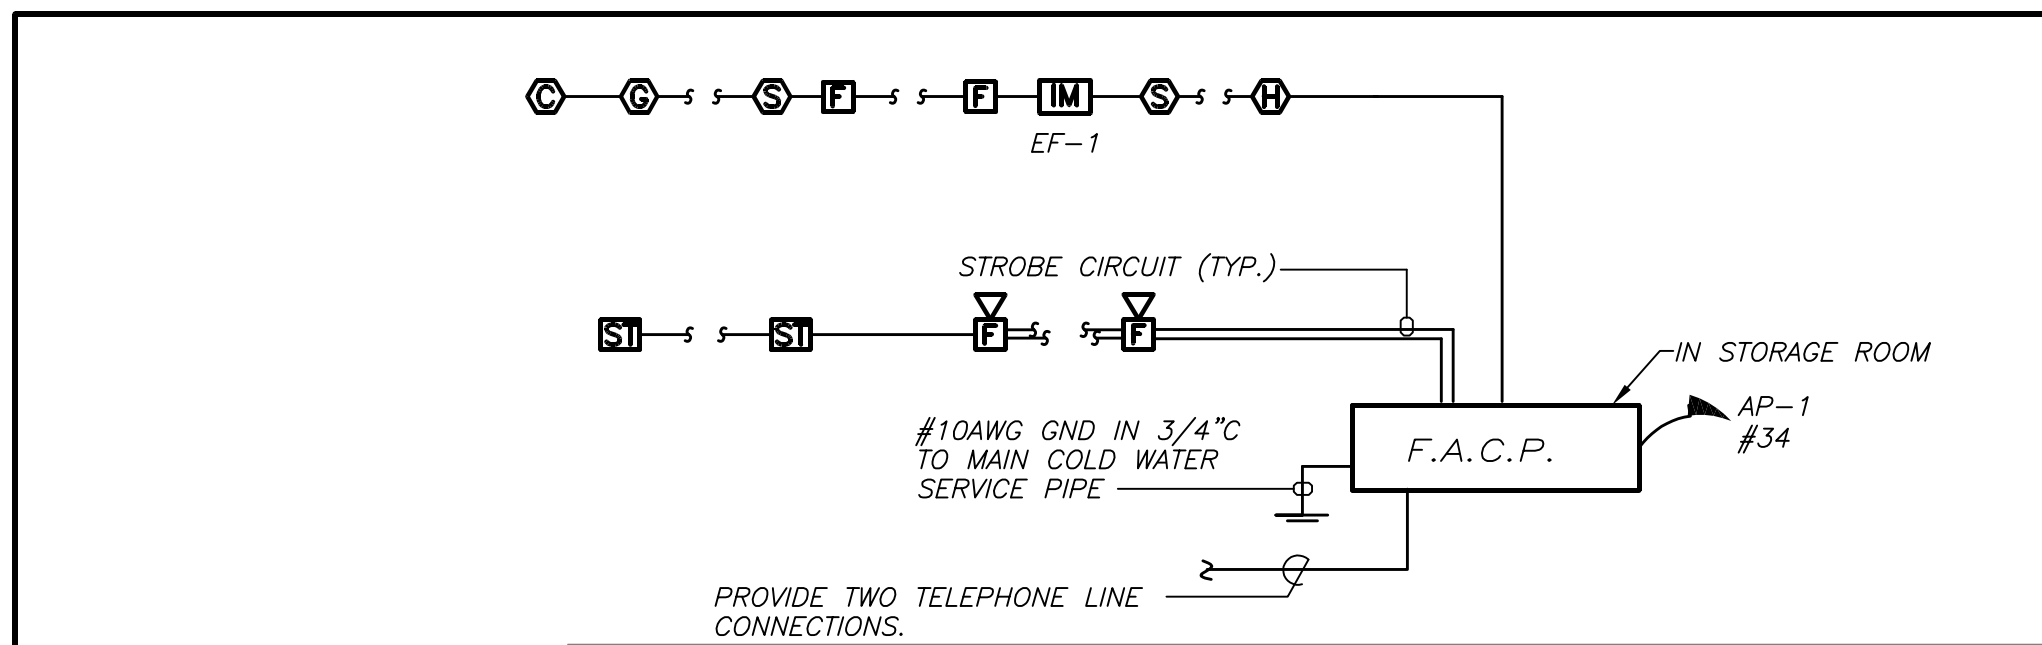 C G S F F IM S H
EF-1
STROBE CIRCUIT (TYP.)
ST ST F F
IN STORAGE ROOM
AP-1
#34
F.A.C.P.
#10AWG GND IN 3/4"C
TO MAIN COLD WATER
SERVICE PIPE
PROVIDE TWO TELEPHONE LINE
CONNECTIONS.